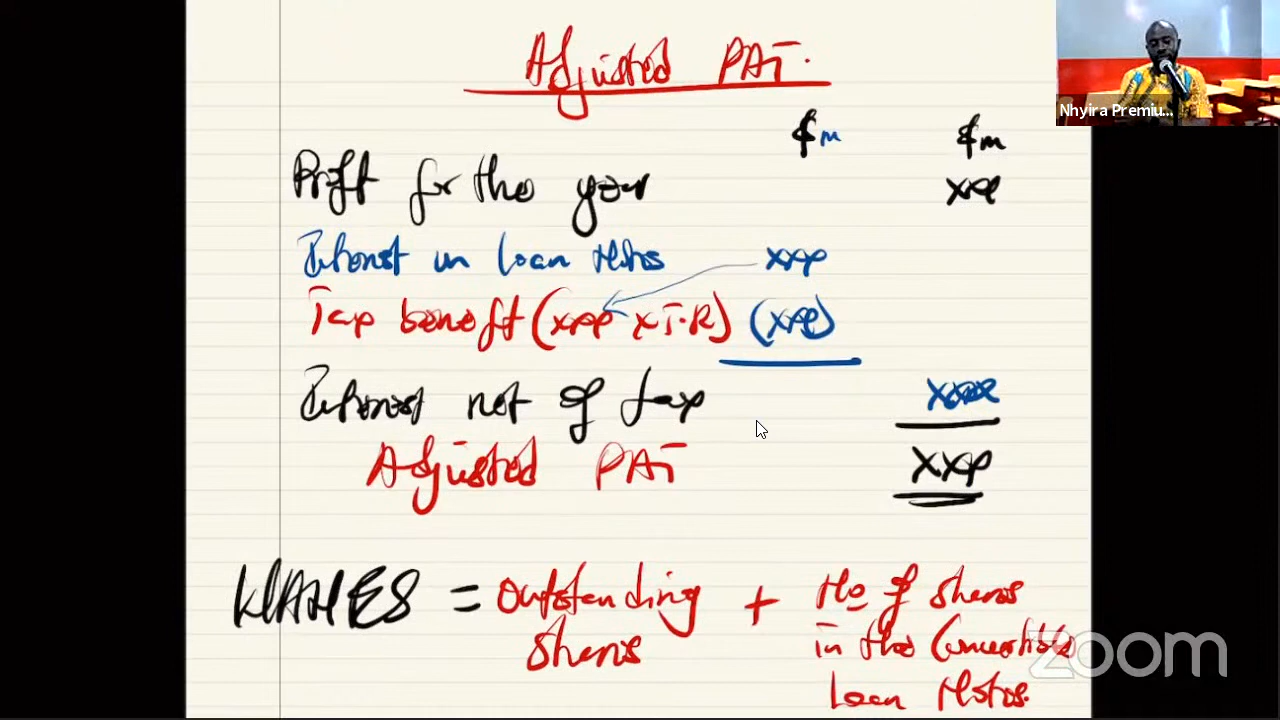 Adjusted PAT.
$m $m
Profit for the year xxx
Interest on loan Notes xxx
Tax benefit (xxx x T.R) (xxx)
Interest net of tax xxx
Adjusted PAT xxx
= Outstanding shares + No of shares in the Convertible loan Notes.
Nhyira Premiu...
zoom